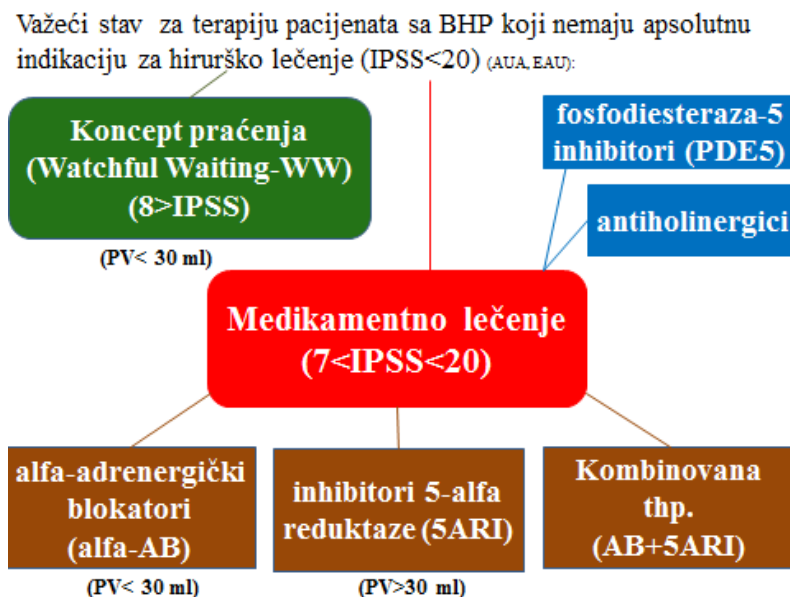 Važeći stav za terapiju pacijenata sa BHP koji nemaju apsolutnu
indikaciju za hirurško lečenje (IPSS<20) (AUA, EAU):
Koncept praćenja
(Watchful Waiting-WW)
(8>IPSS)
(PV< 30 ml)
fosfodiesteraza-5
inhibitori (PDE5)
antiholinergici
Medikamentno lečenje
(7<IPSS<20)
alfa-adrenergički
blokatori
(alfa-AB)
(PV< 30 ml)
inhibitori 5-alfa
reduktaze (5ARI)
(PV>30 ml)
Kombinovana
thp.
(AB+5ARI)